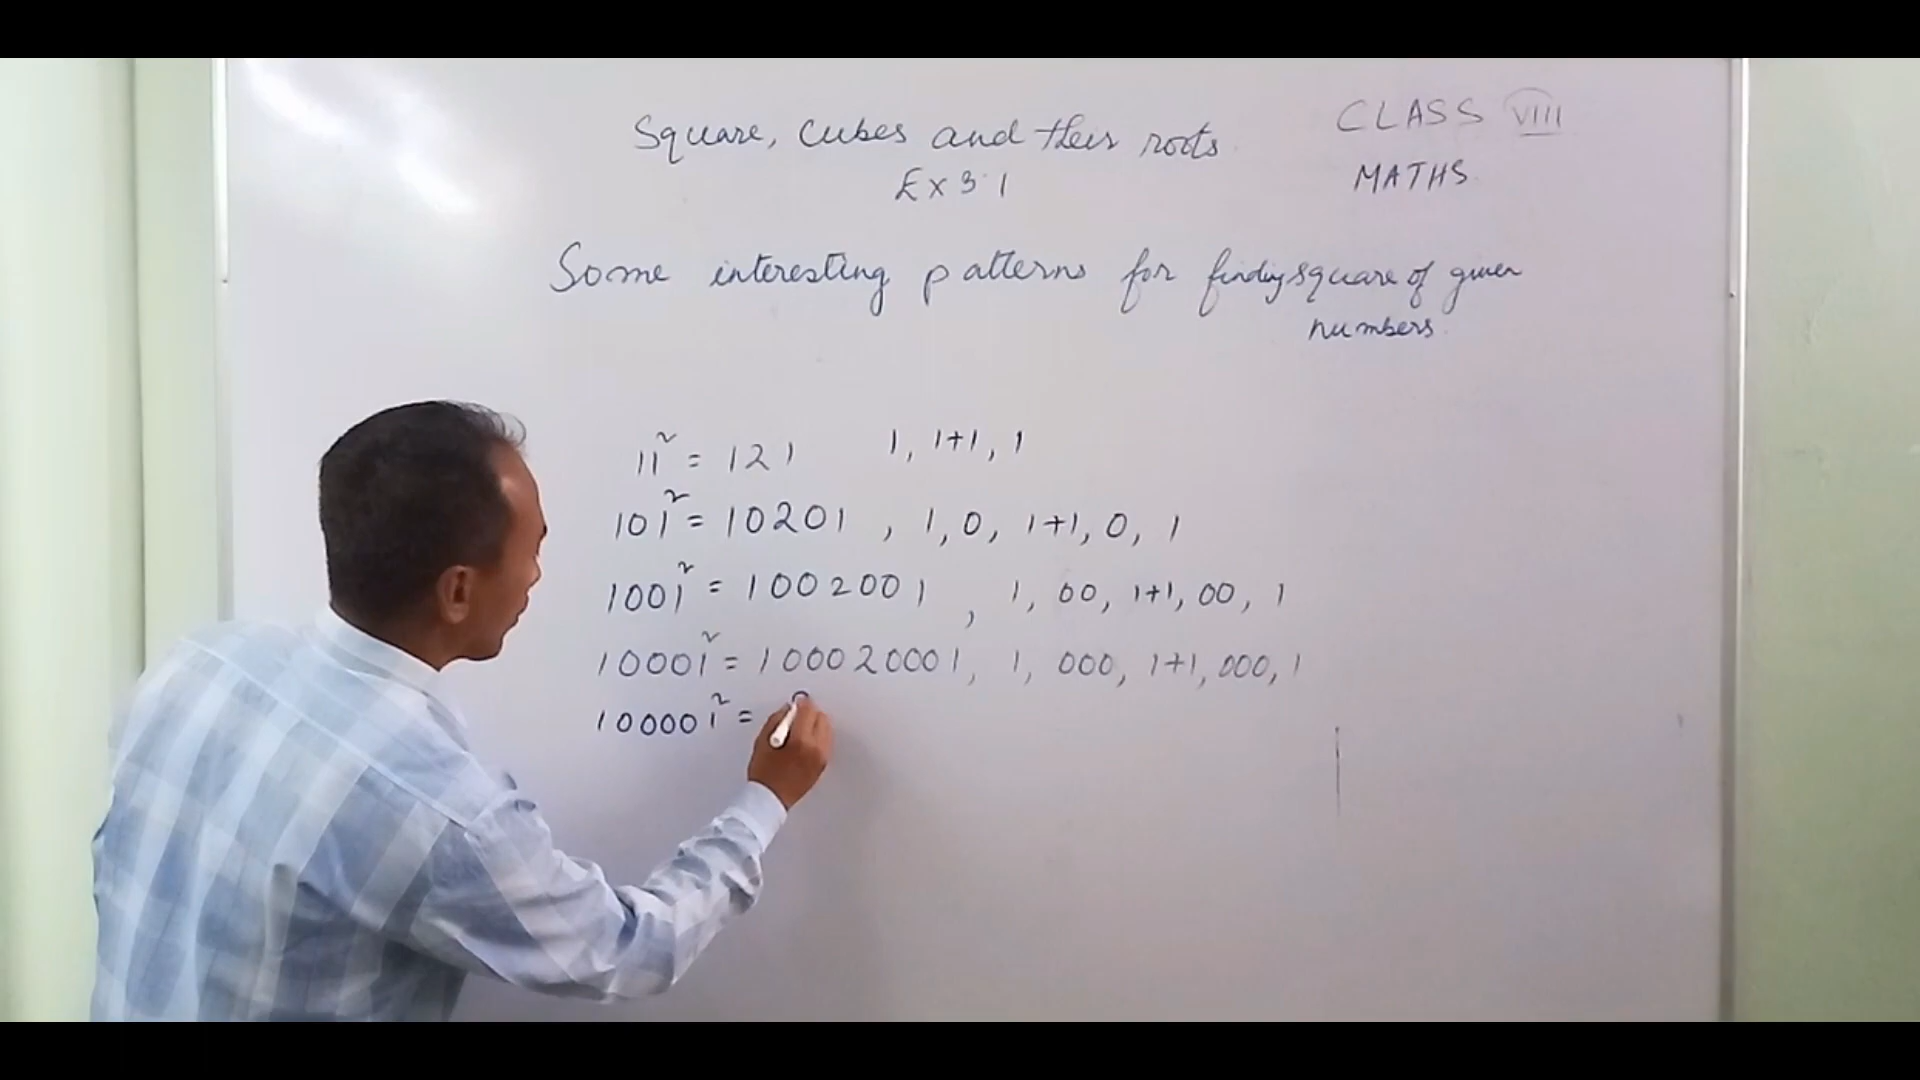 Square, Cubes and their roots
Ex 3.1
CLASS VIII
MATHS
Some interesting patterns for finding square of given
numbers.
11² = 121 1, 1+1, 1
101² = 10201 , 1, 0, 1+1, 0, 1
1001² = 1002001 , 1, 00, 1+1, 00, 1
10001² = 100020001, 1, 000, 1+1, 000, 1
100001² =